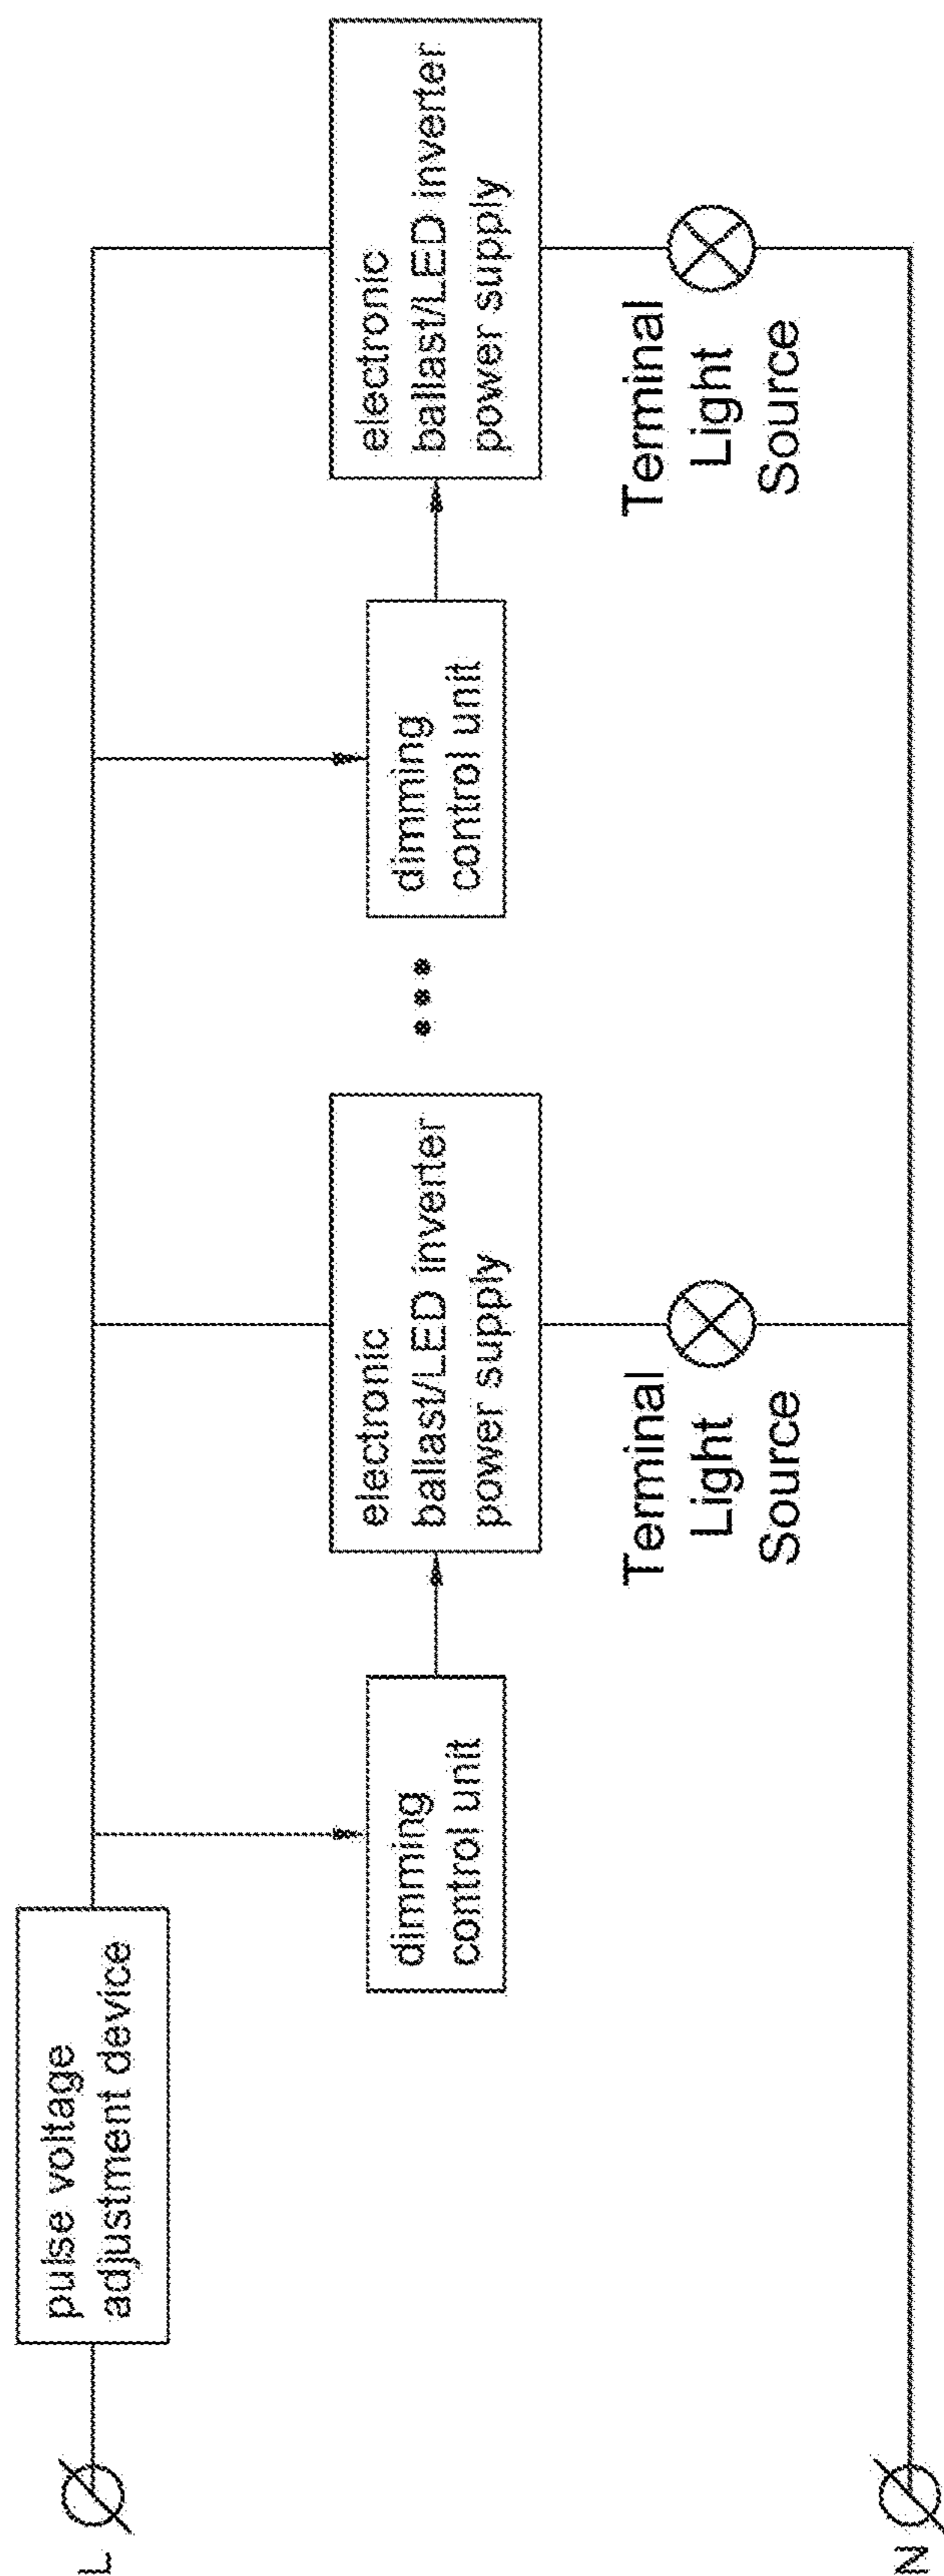 L
pulse voltage
adjustment device
dimming
control unit
electronic
ballast/LED inverter
power supply
Terminal
Light
Source
dimming
control unit
electronic
ballast/LED inverter
power supply
Terminal
Light
Source
N